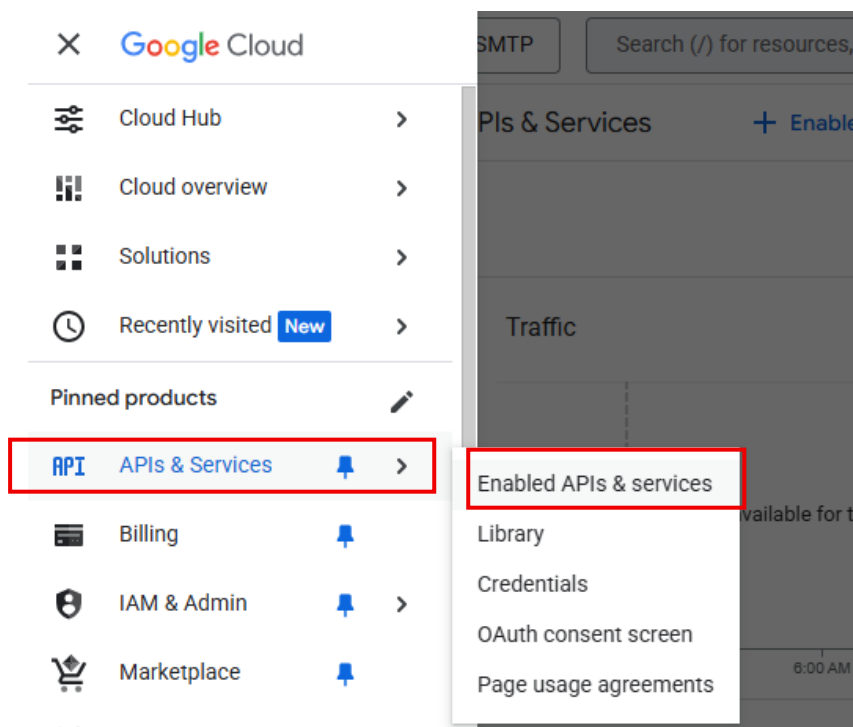 Google Cloud
SMTP
Search (/) for resources,
Cloud Hub
PIs & Services
+ Enable
Cloud overview
Solutions
Recently visited New
Traffic
Pinned products
API APIs & Services
Enabled APIs & services
vailable for t
Billing
Library
Credentials
IAM & Admin
OAuth consent screen
Marketplace
6:00 AM
Page usage agreements